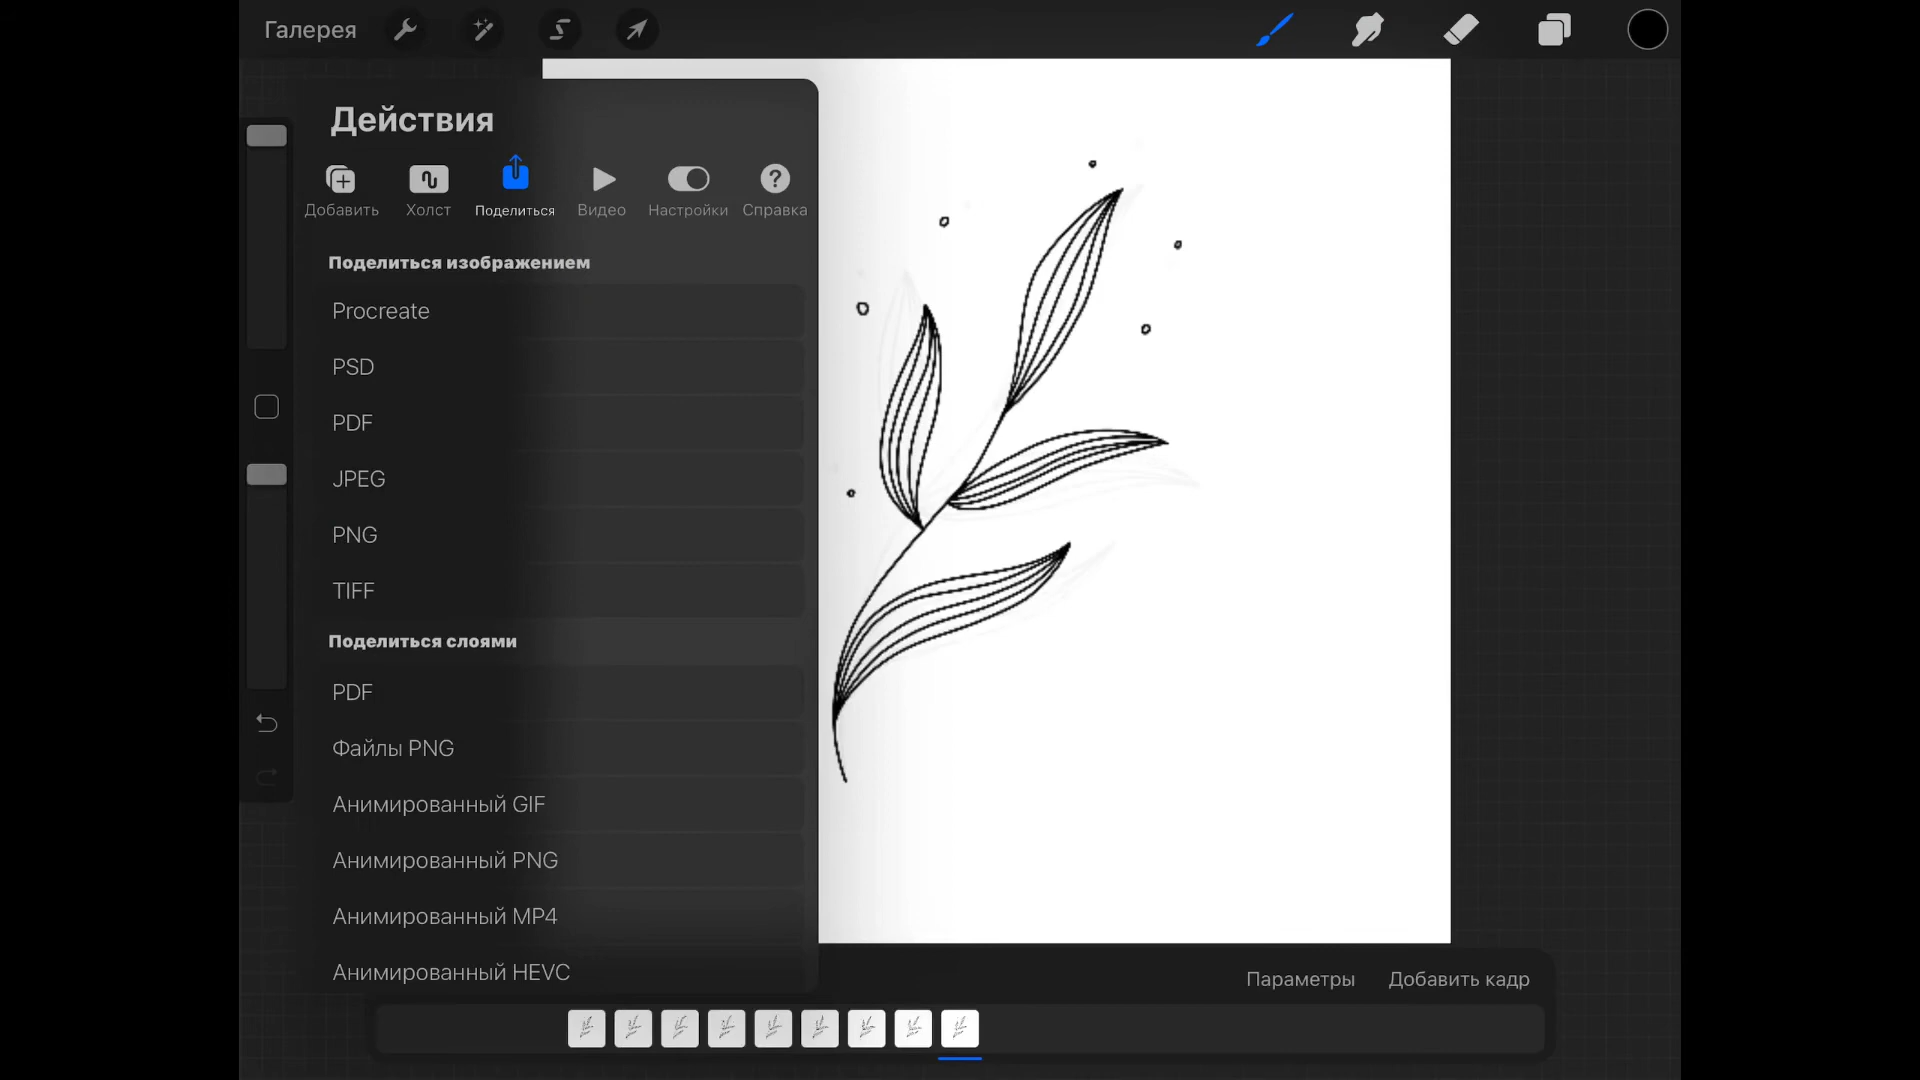 Галерея
Действия
Добавить Холст Поделиться Видео Настройки Справка
Поделиться изображением
Procreate
PSD
PDF
JPEG
PNG
TIFF
Поделиться слоями
PDF
Файлы PNG
Анимированный GIF
Анимированный PNG
Анимированный MP4
Анимированный HEVC
Параметры Добавить кадр